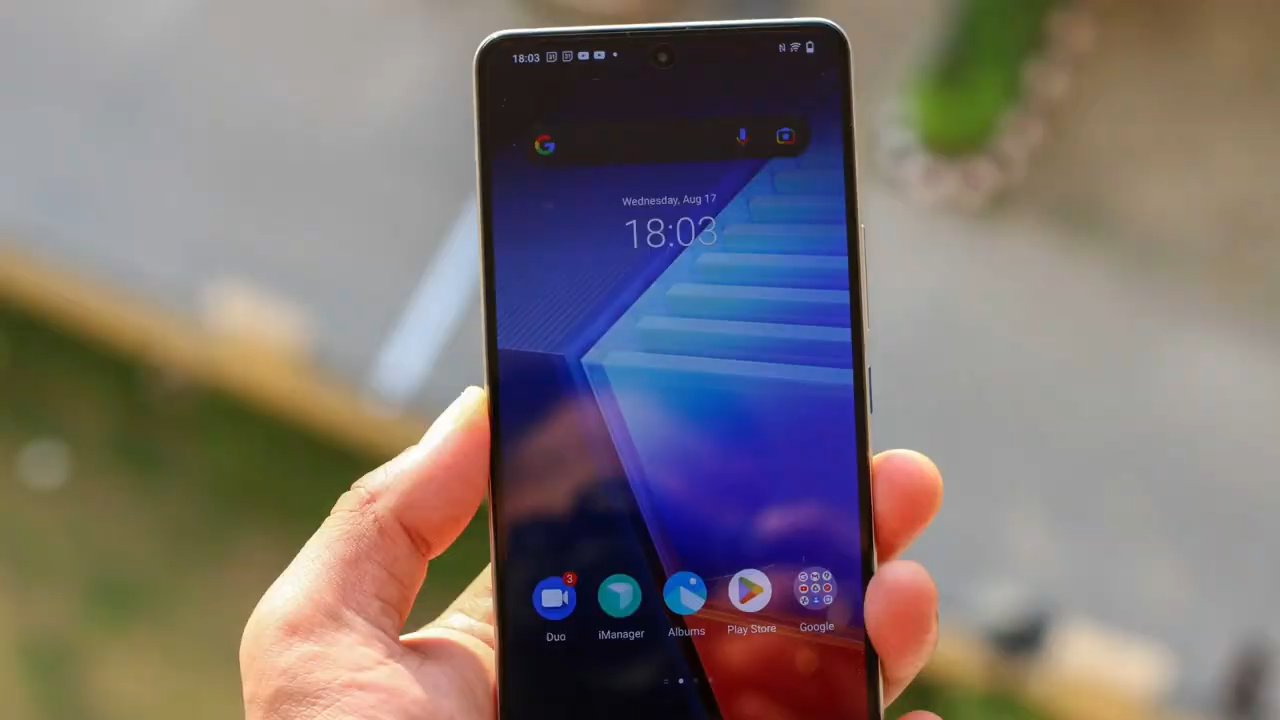 18:03
Wednesday, Aug 17
18:03
3
Duo
iManager
Albums
Play Store
Google